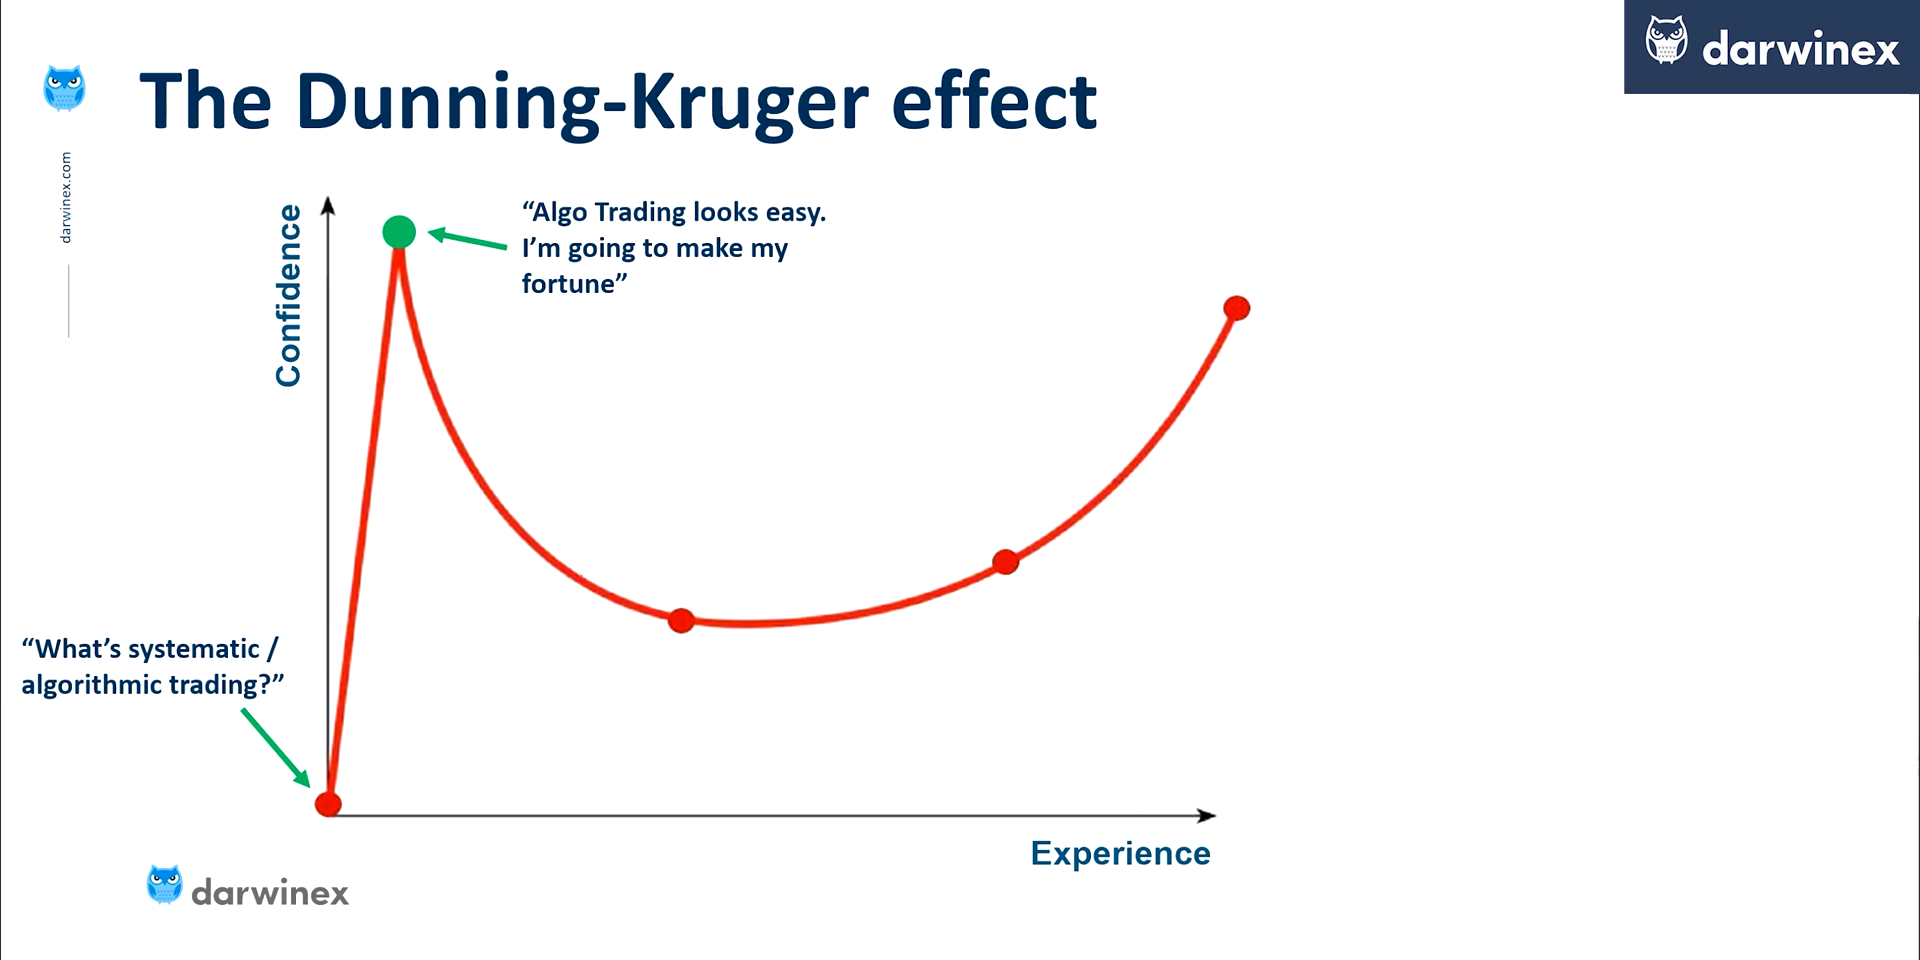 darwinex
The Dunning-Kruger effect
darwinex.com
Confidence
“Algo Trading looks easy.
I’m going to make my
fortune”
“What’s systematic /
algorithmic trading?”
Experience
darwinex